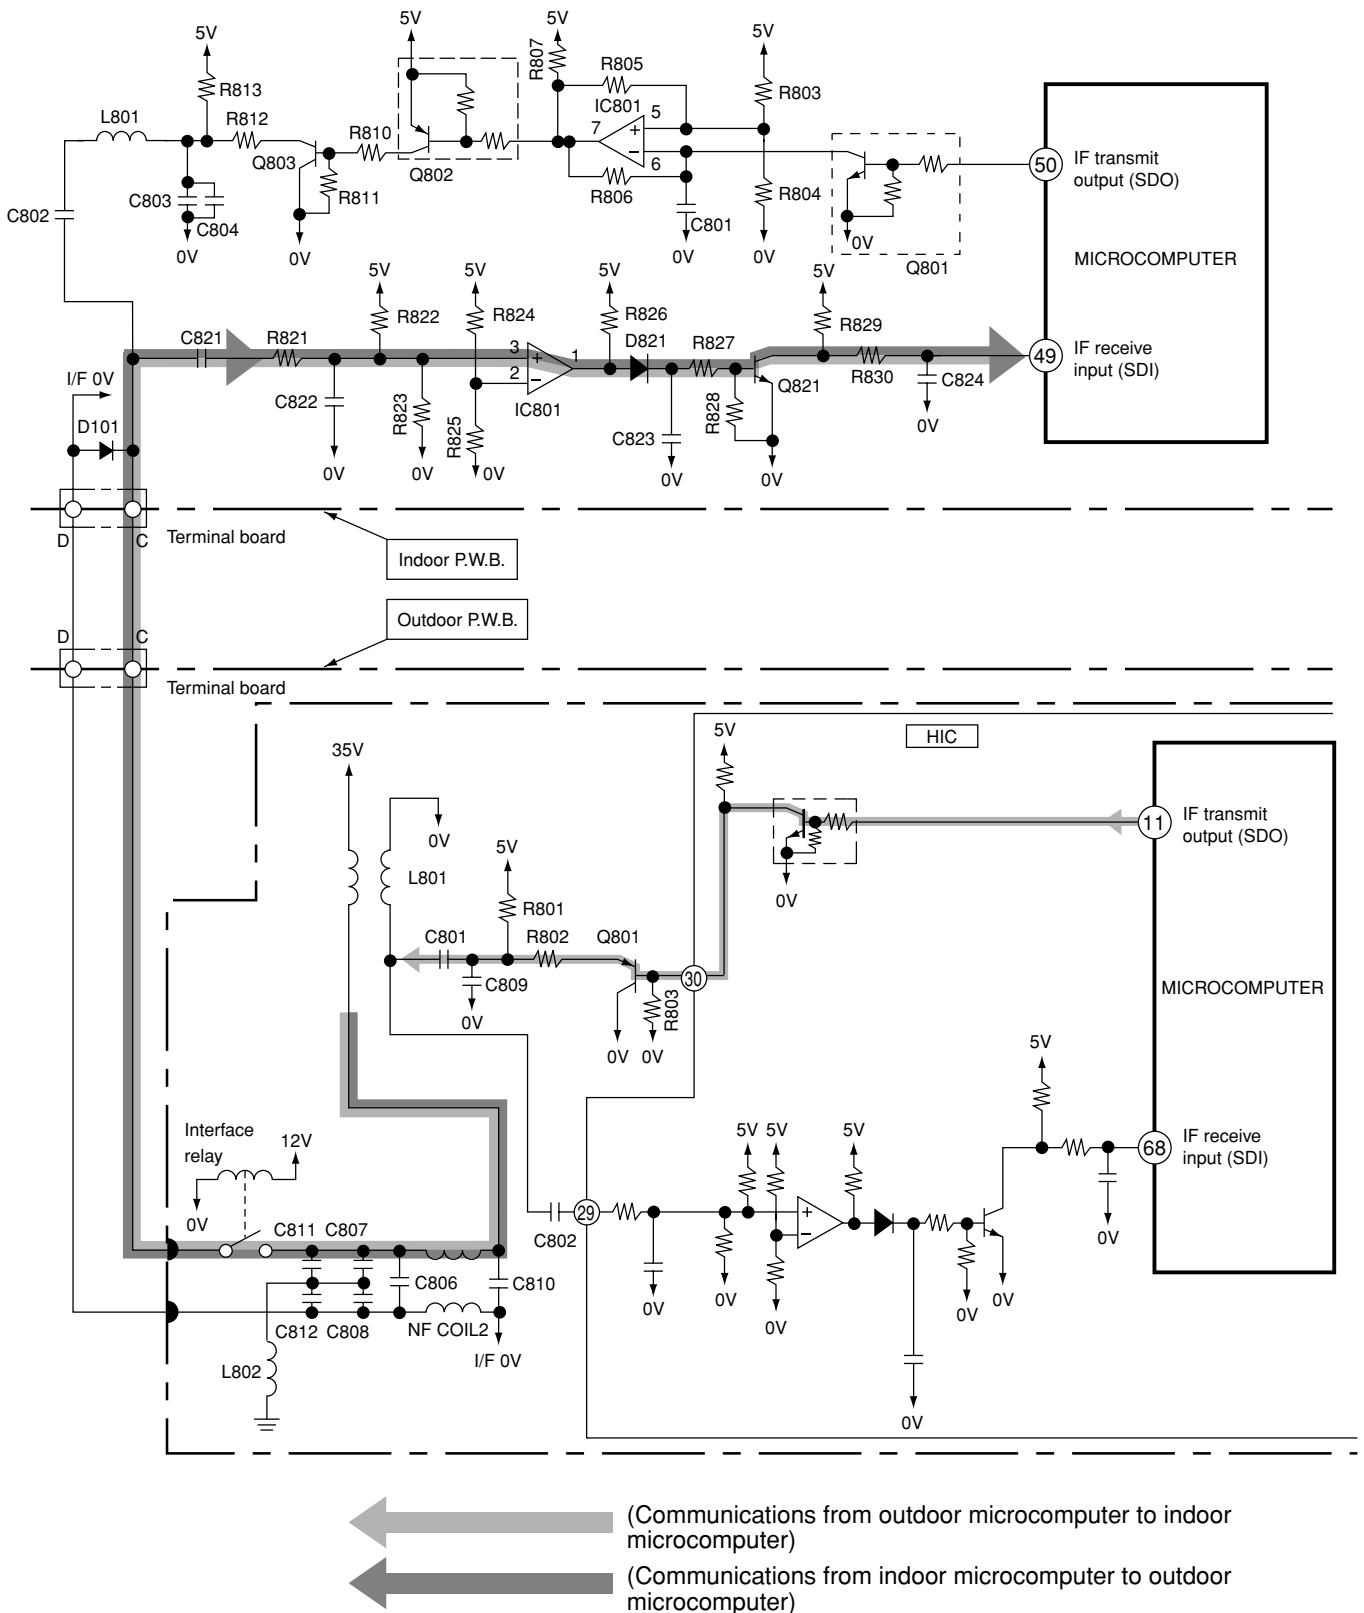 5V
5V
5V
5V
R813
R807
R805
R803
L801
R812
R810
IC801
5
7
6
Q803
Q802
R811
R806
R804
C803
C804
C801
C802
0V
0V
0V
0V
0V
Q801
50
IF transmit
output (SDO)
MICROCOMPUTER
5V
5V
5V
5V
C821
R821
R822
R824
R826
D821
R827
R829
3
2
1
IC801
Q821
R830
C824
49
IF receive
input (SDI)
I/F 0V
D101
C822
R823
R825
C823
R828
0V
0V
0V
0V
0V
0V
D
C
Terminal board
Indoor P.W.B.
Outdoor P.W.B.
D
C
Terminal board
HIC
35V
5V
0V
L801
5V
R801
C801
R802
Q801
C809
0V
R803
0V
0V
30
0V
11
IF transmit
output (SDO)
MICROCOMPUTER
5V
68
IF receive
input (SDI)
Interface
relay
12V
0V
5V
5V
5V
29
C802
C811
C807
C806
C810
C812
C808
NF COIL2
I/F 0V
L802
0V
0V
0V
0V
0V
0V
0V
(Communications from outdoor microcomputer to indoor
microcomputer)
(Communications from indoor microcomputer to outdoor
microcomputer)